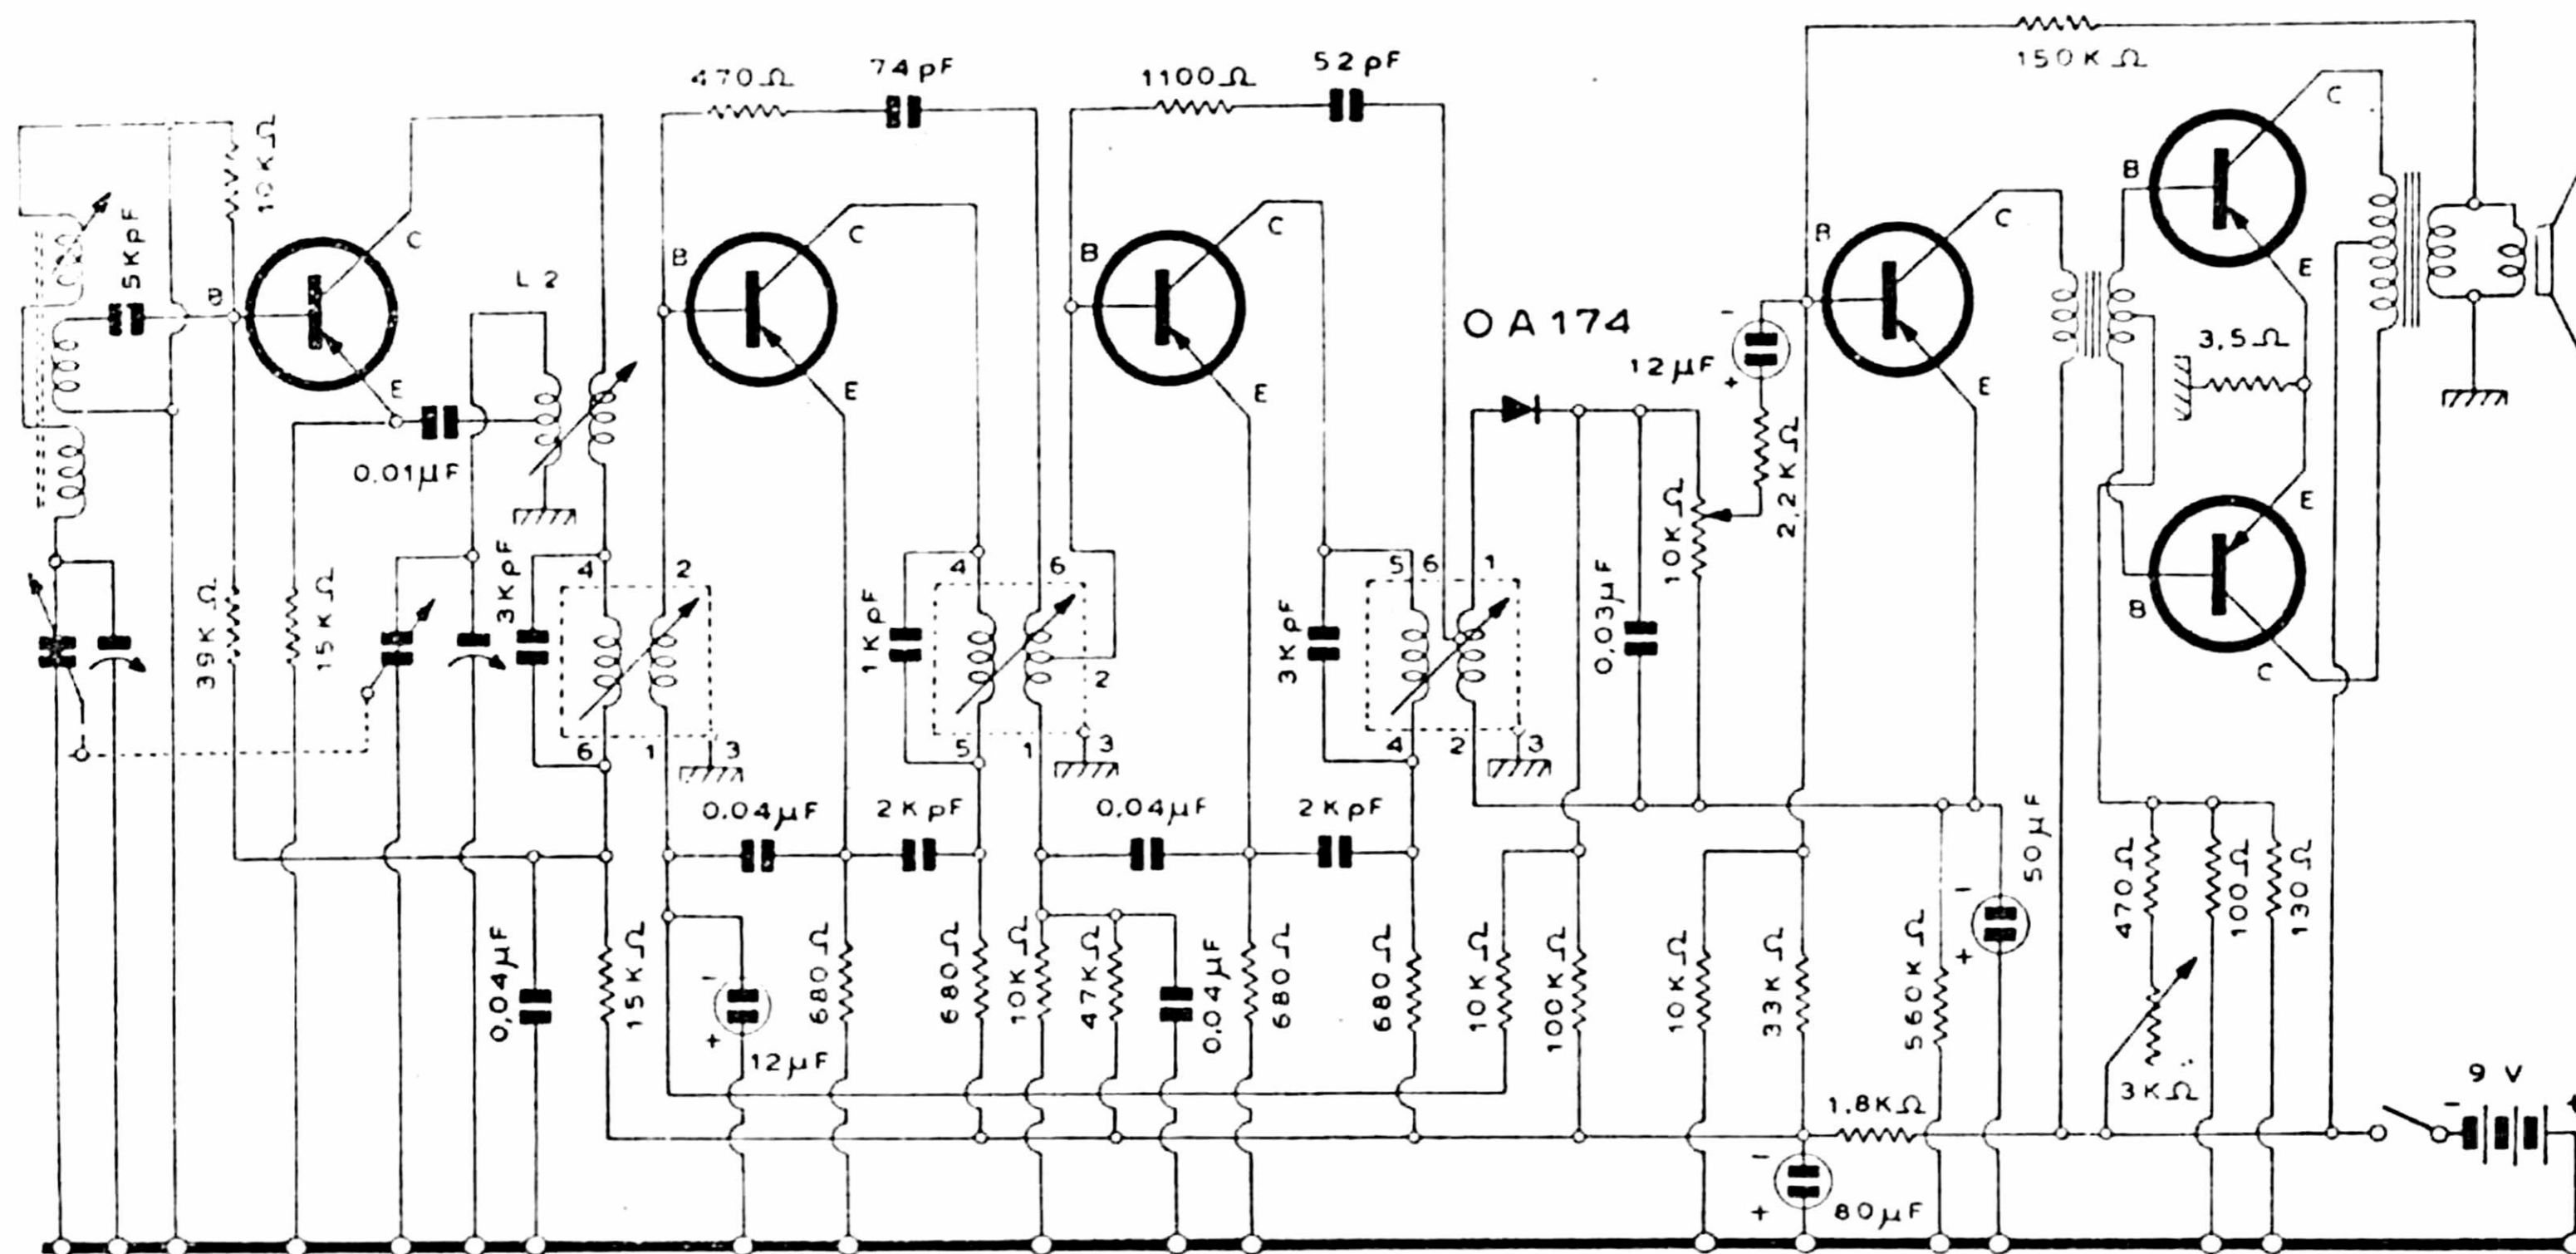 470Ω
74pF
1100Ω
52pF
150KΩ
10KΩ
5KpF
B
C
E
L2
0.01µF
B
C
E
B
C
E
OA174
12µF
-
+
2,2KΩ
10KΩ
0,03µF
B
C
E
B
C
E
3,5Ω
E
B
C
39KΩ
15KΩ
3KpF
4
2
6
1
3
1KpF
4
6
2
5
1
3
3KpF
5
6
1
4
2
3
0.04µF
2KpF
0.04µF
2KpF
50µF
-
+
470Ω
100Ω
130Ω
0,04µF
15KΩ
-
+
12µF
680Ω
680Ω
10KΩ
47KΩ
0.04µF
680Ω
680Ω
10KΩ
100KΩ
10KΩ
33KΩ
560KΩ
3KΩ
1.8KΩ
9 V
-
+
-
+
80µF